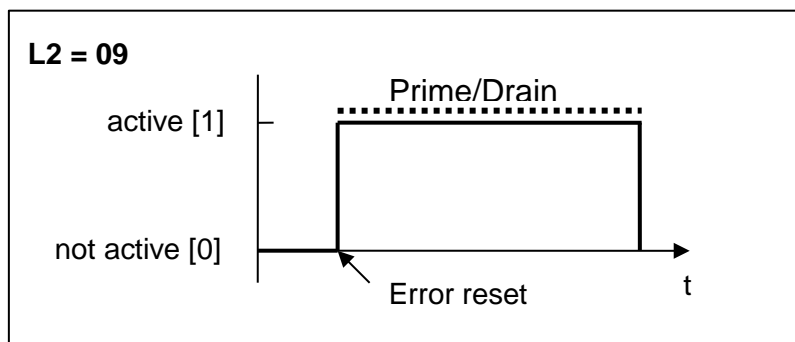 L2 = 09
Prime/Drain
active [1]
not active [0]
t
Error reset